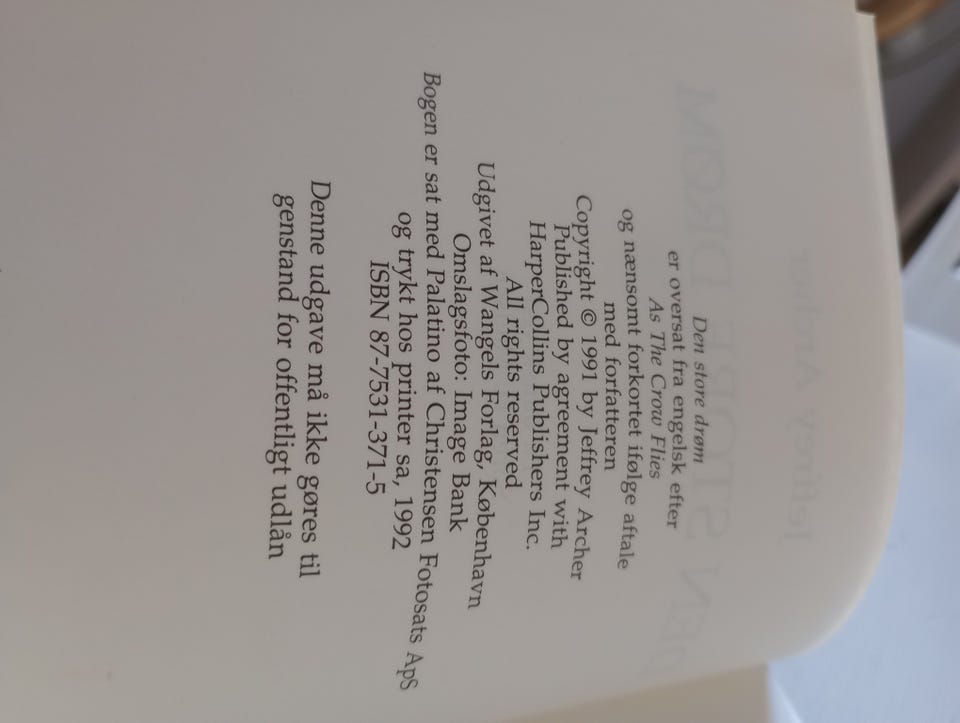 Den store drøm
er oversat fra engelsk efter
As The Crow Flies
og nænsomt forkortet ifølge aftale
med forfatteren
Copyright © 1991 by Jeffrey Archer
Published by agreement with
HarperCollins Publishers Inc.
All rights reserved
Udgivet af Wangels Forlag, København
Omslagsfoto: Image Bank
Bogen er sat med Palatino af Christensen Fotosats ApS
og trykt hos printer sa, 1992
ISBN 87-7531-371-5
Denne udgave må ikke gøres til
genstand for offentligt udlån